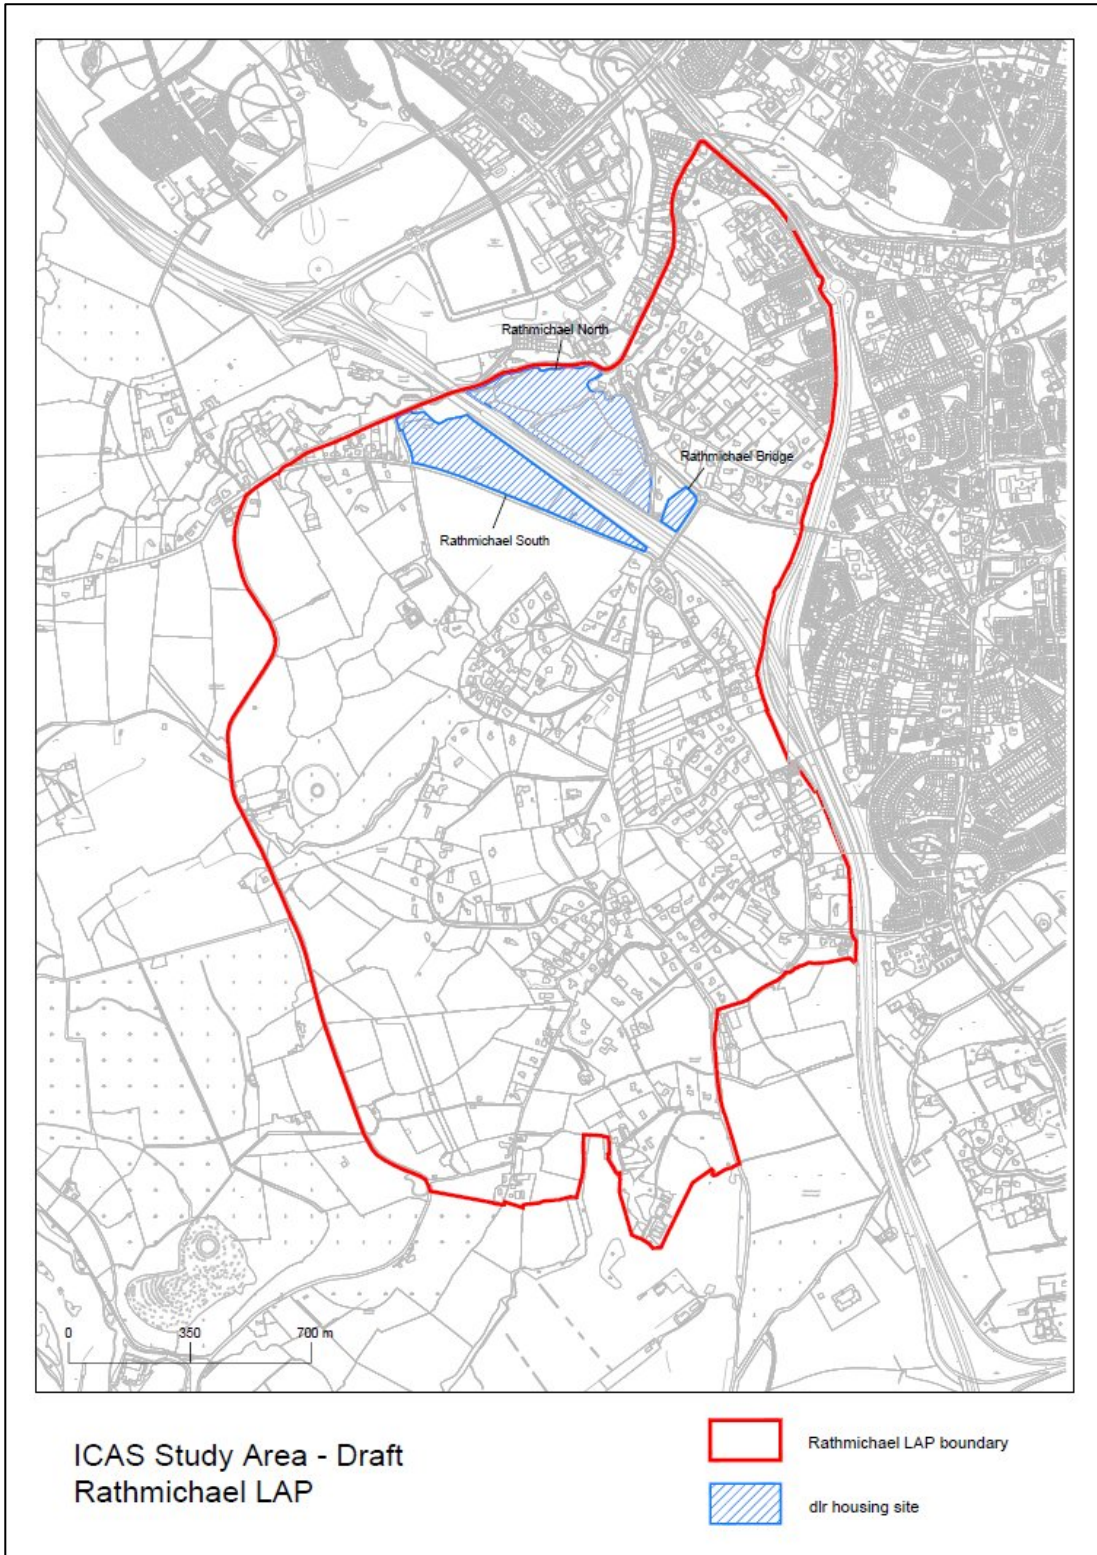 Rathmichael North
Rathmichael Bridge
Rathmichael South
0 350 700 m
ICAS Study Area - Draft
Rathmichael LAP
Rathmichael LAP boundary
dlr housing site